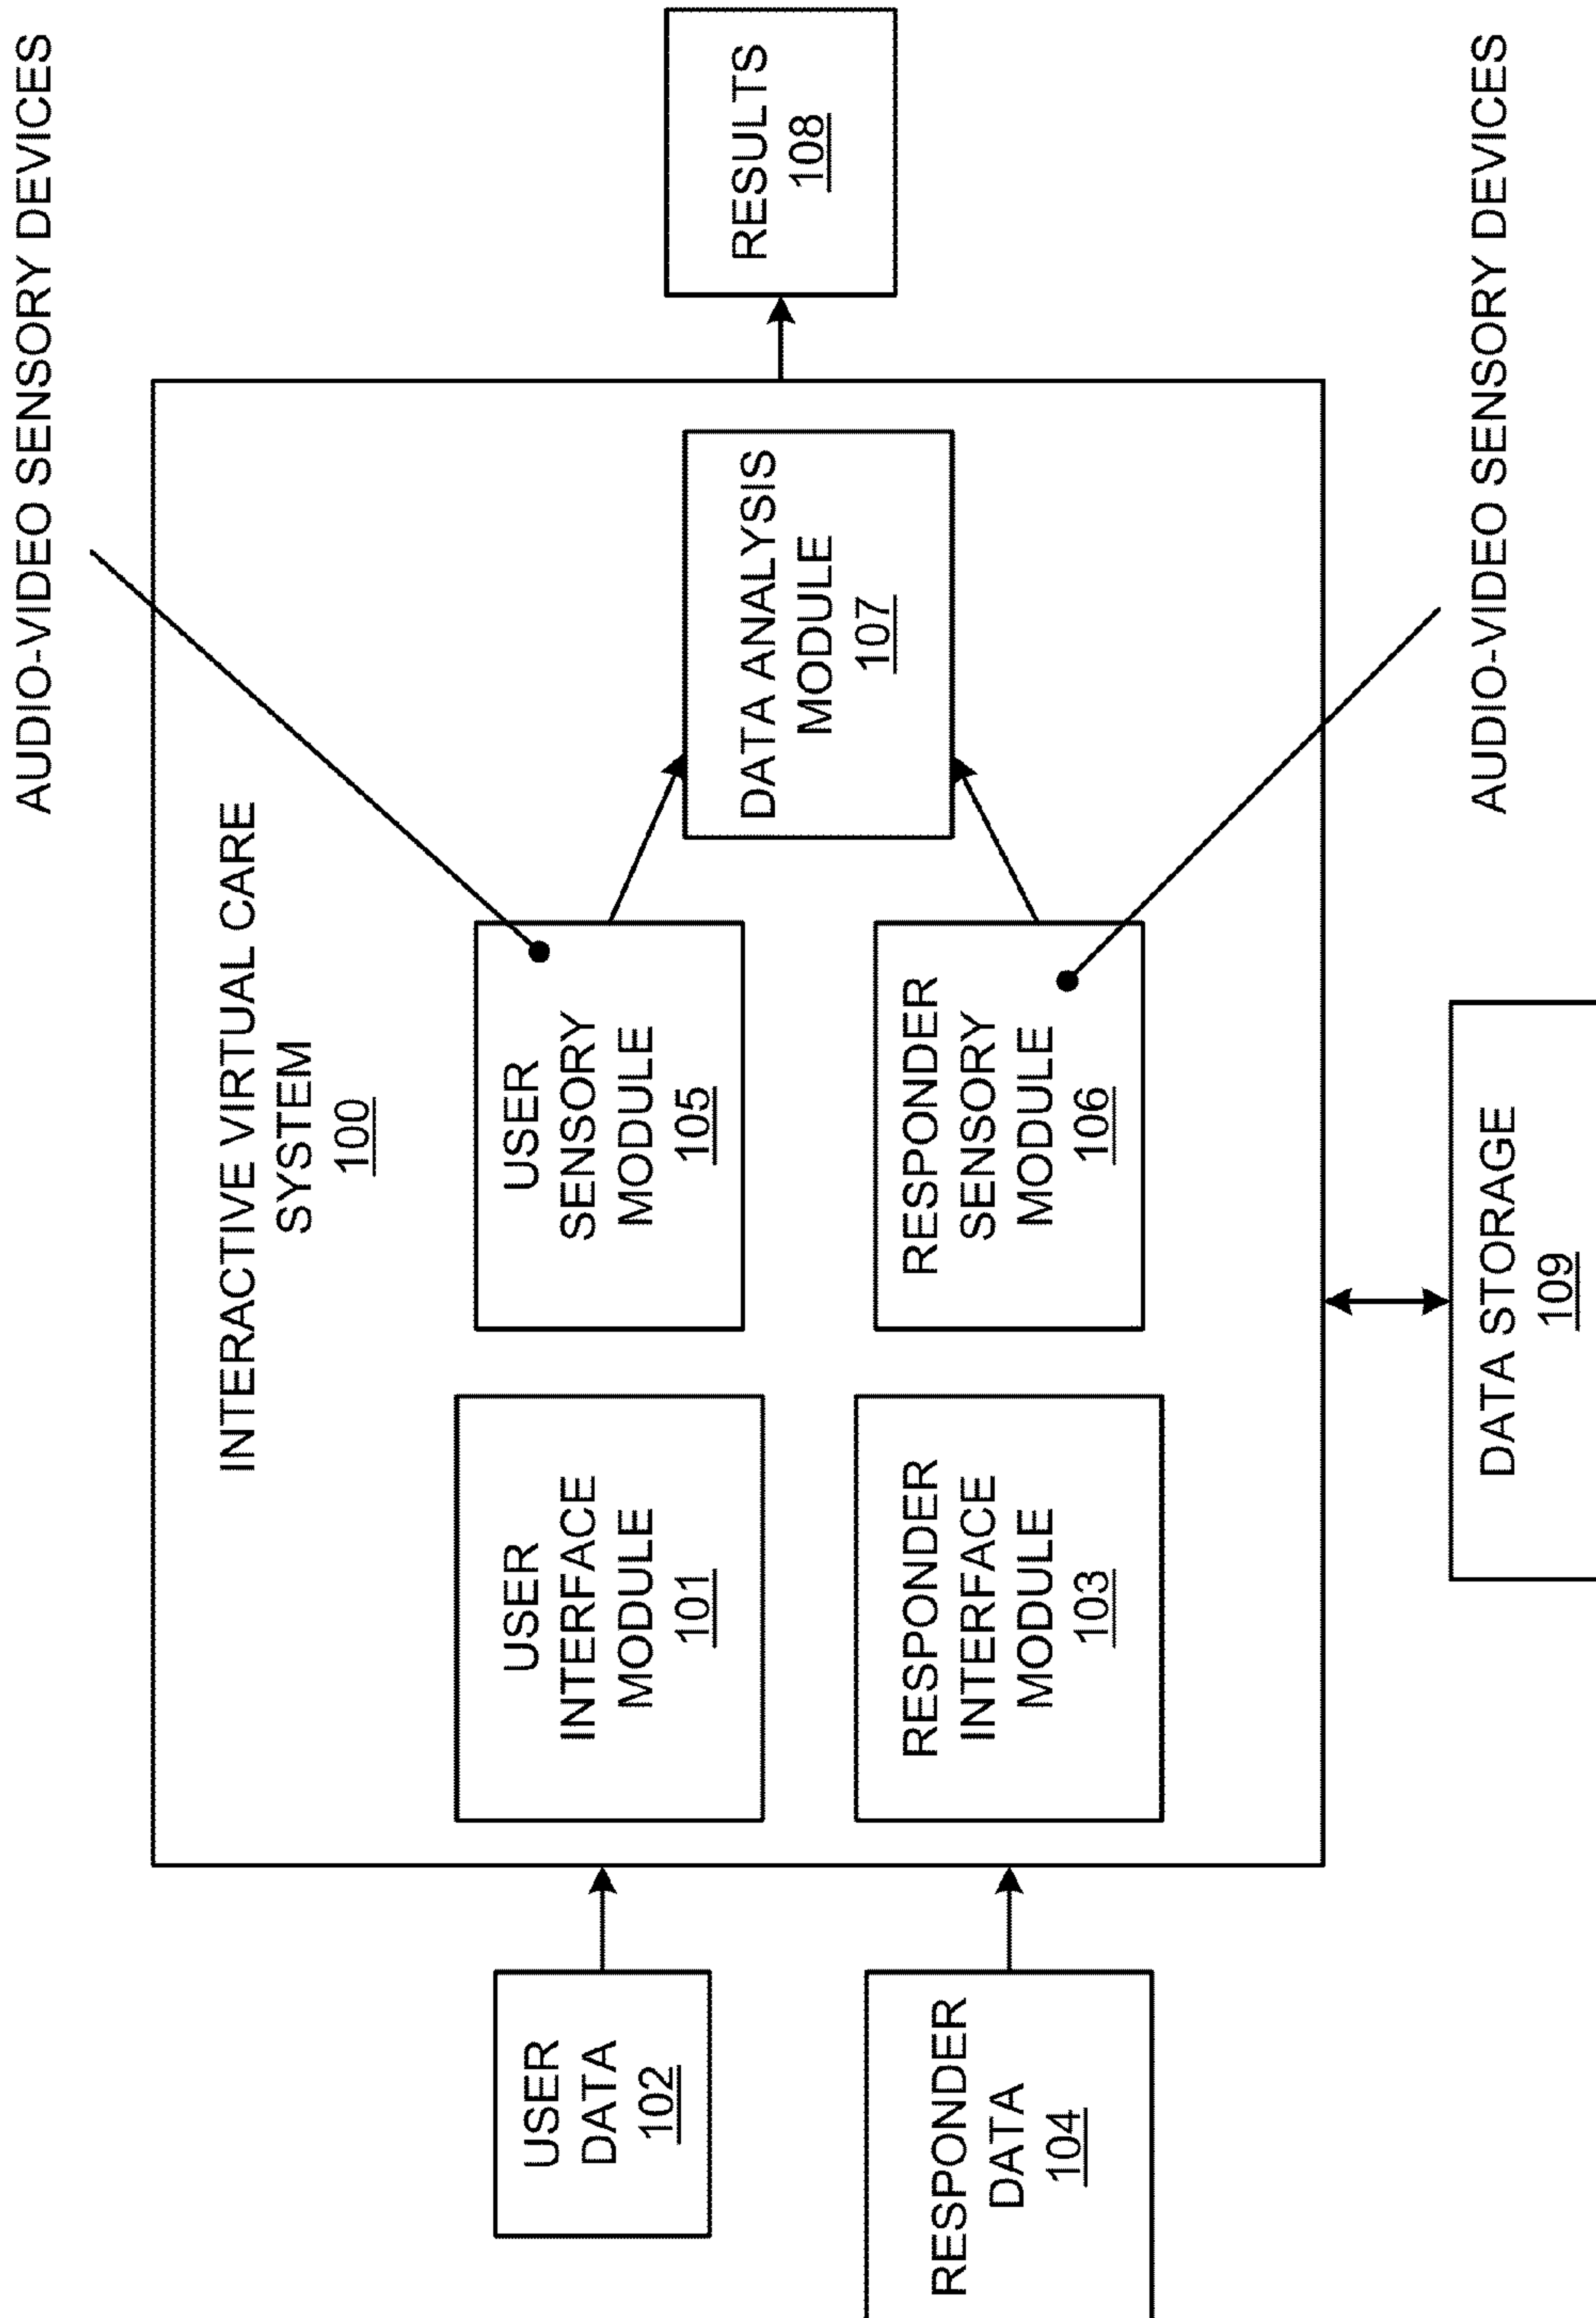 AUDIO-VIDEO SENSORY DEVICES
INTERACTIVE VIRTUAL CARE
SYSTEM
100
USER
DATA
102
USER
INTERFACE
MODULE
101
USER
SENSORY
MODULE
105
DATA ANALYSIS
MODULE
107
RESULTS
108
RESPONDER
DATA
104
RESPONDER
INTERFACE
MODULE
103
RESPONDER
SENSORY
MODULE
106
DATA STORAGE
109
AUDIO-VIDEO SENSORY DEVICES